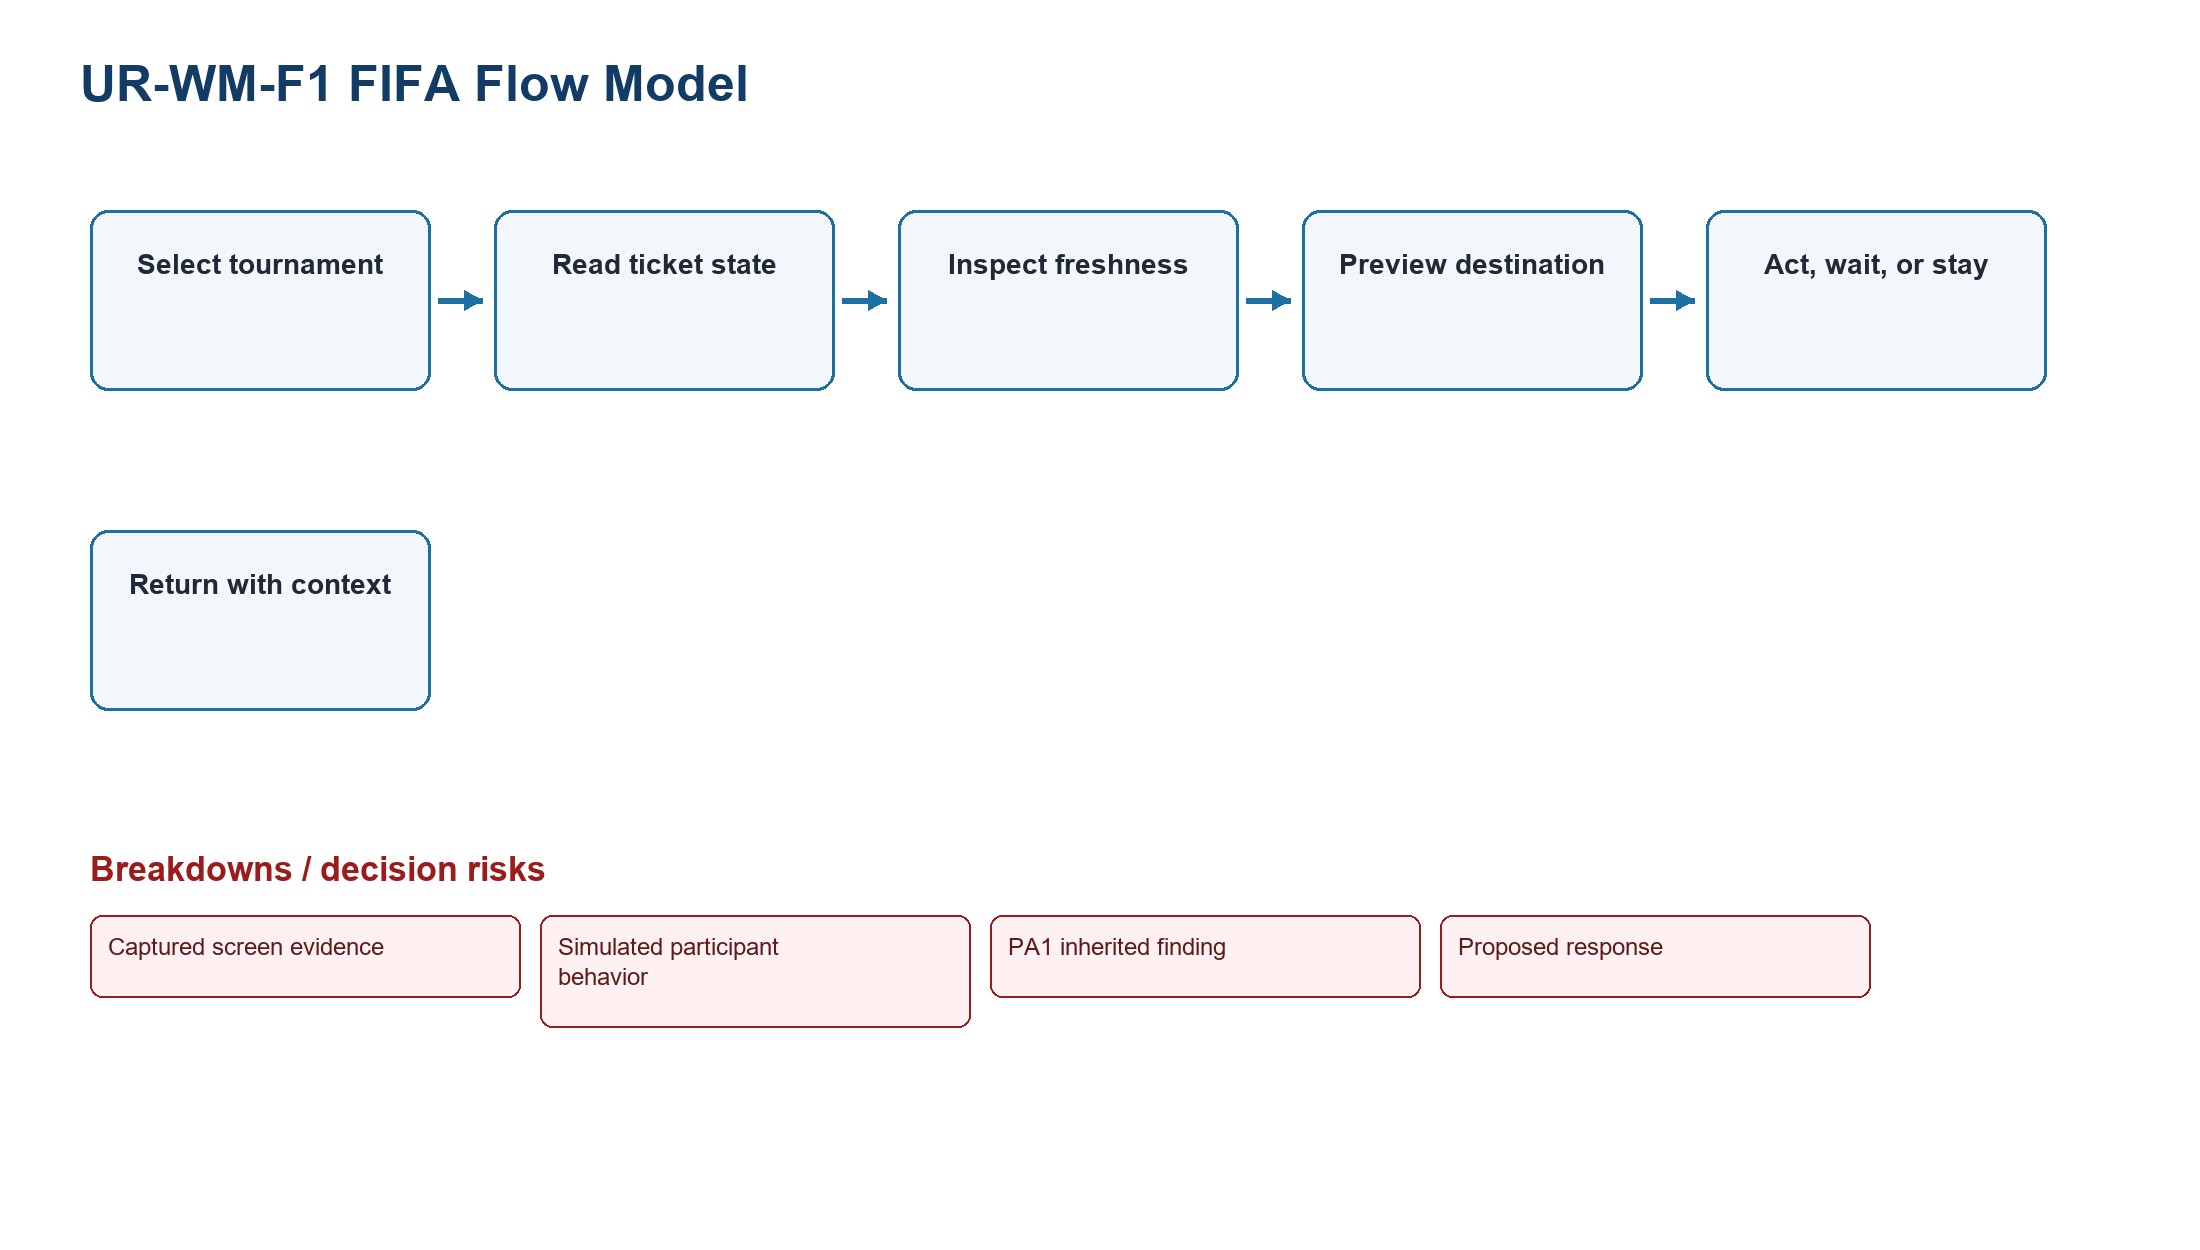 UR-WM-F1 FIFA Flow Model
Select tournament
Read ticket state
Inspect freshness
Preview destination
Act, wait, or stay
Return with context
Breakdowns / decision risks
Captured screen evidence
Simulated participant
behavior
PA1 inherited finding
Proposed response